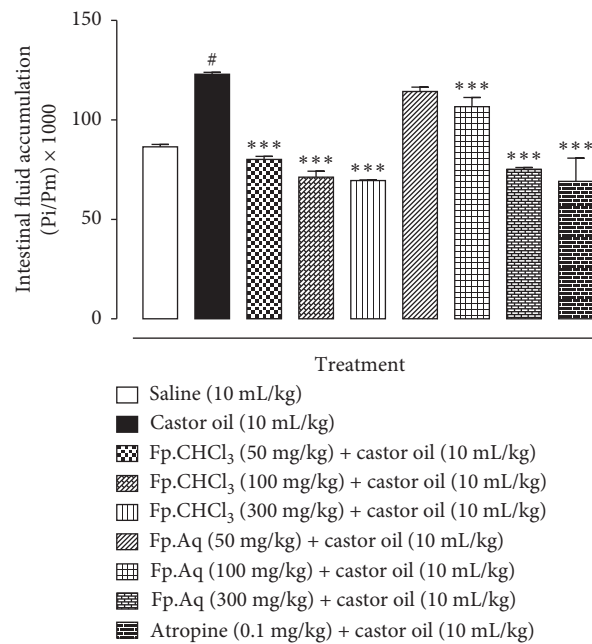 Intestinal fluid accumulation
(Pi/Pm) × 1000
150
100
50
0
#
***
***
***
***
***
***
Treatment
Saline (10 mL/kg)
Castor oil (10 mL/kg)
Fp.CHCl₃ (50 mg/kg) + castor oil (10 mL/kg)
Fp.CHCl₃ (100 mg/kg) + castor oil (10 mL/kg)
Fp.CHCl₃ (300 mg/kg) + castor oil (10 mL/kg)
Fp.Aq (50 mg/kg) + castor oil (10 mL/kg)
Fp.Aq (100 mg/kg) + castor oil (10 mL/kg)
Fp.Aq (300 mg/kg) + castor oil (10 mL/kg)
Atropine (0.1 mg/kg) + castor oil (10 mL/kg)